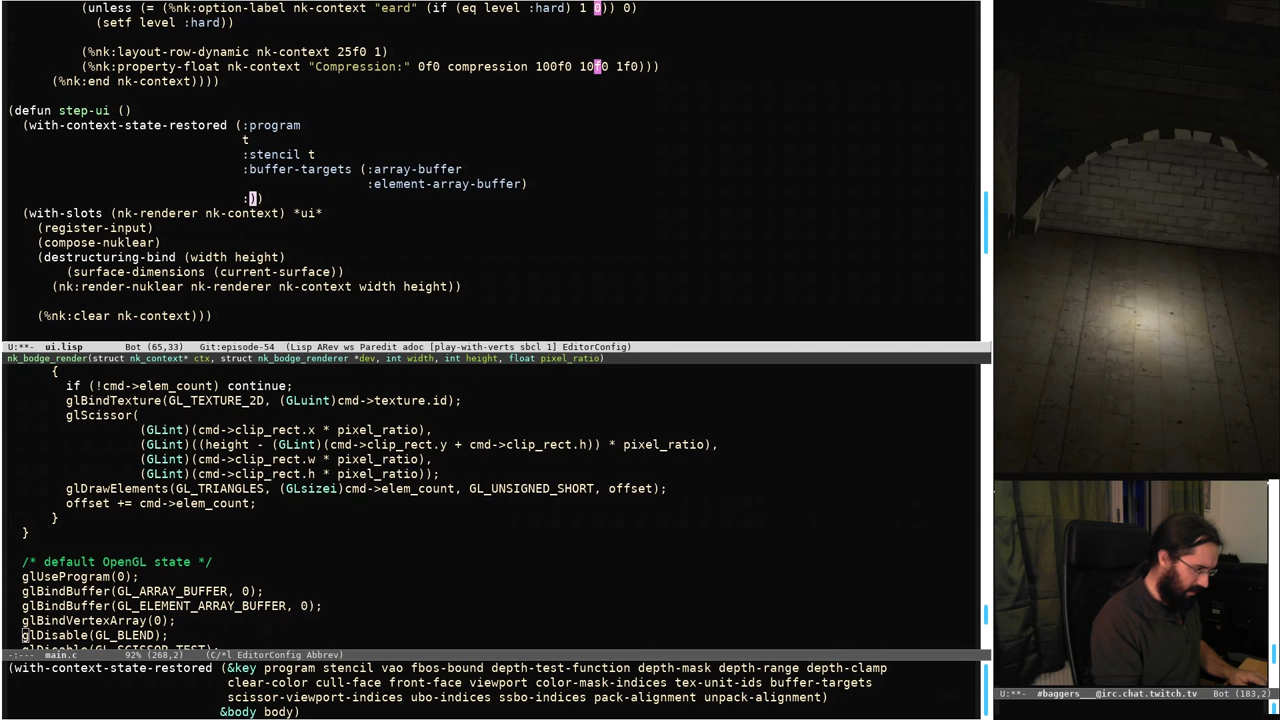 (unless (= (%nk:option-label nk-context "eard" (if (eq level :hard) 1 0)) 0)
(setf level :hard))
(%nk:layout-row-dynamic nk-context 25f0 1)
(%nk:property-float nk-context "Compression:" 0f0 compression 100f0 10f0 1f0)))
(%nk:end nk-context))))
(defun step-ui ()
(with-context-state-restored (:program
t
:stencil t
:buffer-targets (:array-buffer
:element-array-buffer)
:))
(with-slots (nk-renderer nk-context) *ui*
(register-input)
(compose-nuklear)
(destructuring-bind (width height)
(surface-dimensions (current-surface))
(nk:render-nuklear nk-renderer nk-context width height))
(%nk:clear nk-context)))
U:**-  ui.lisp      Bot (65,33)    Git:episode-54  (Lisp ARev ws Paredit adoc [play-with-verts sbcl 1] EditorConfig)
nk_bodge_render(struct nk_context* ctx, struct nk_bodge_renderer *dev, int width, int height, float pixel_ratio)
{
if (!cmd->elem_count) continue;
glBindTexture(GL_TEXTURE_2D, (GLuint)cmd->texture.id);
glScissor(
(GLint)(cmd->clip_rect.x * pixel_ratio),
(GLint)((height - (GLint)(cmd->clip_rect.y + cmd->clip_rect.h)) * pixel_ratio),
(GLint)(cmd->clip_rect.w * pixel_ratio),
(GLint)(cmd->clip_rect.h * pixel_ratio));
glDrawElements(GL_TRIANGLES, (GLsizei)cmd->elem_count, GL_UNSIGNED_SHORT, offset);
offset += cmd->elem_count;
}
}
/* default OpenGL state */
glUseProgram(0);
glBindBuffer(GL_ARRAY_BUFFER, 0);
glBindBuffer(GL_ELEMENT_ARRAY_BUFFER, 0);
glBindVertexArray(0);
glDisable(GL_BLEND);
glDisable(GL_SCISSOR_TEST);
-:---  main.c         92% (268,2)    (C/*l EditorConfig Abbrev)
(with-context-state-restored (&key program stencil vao fbos-bound depth-test-function depth-mask depth-range depth-clamp
clear-color cull-face front-face viewport color-mask-indices tex-unit-ids buffer-targets
scissor-viewport-indices ubo-indices ssbo-indices pack-alignment unpack-alignment)
&body body)
U:**-  #baggers___@irc.chat.twitch.tv   Bot (183,2)